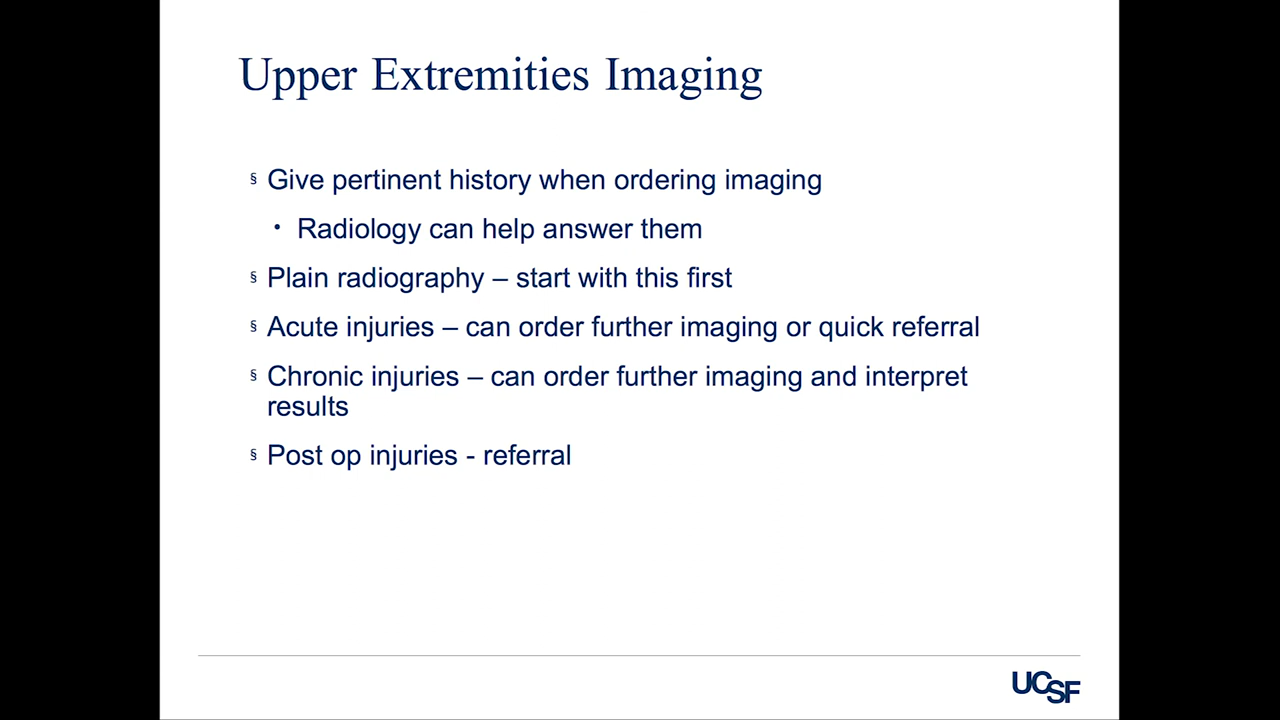 Upper Extremities Imaging
§ Give pertinent history when ordering imaging
• Radiology can help answer them
§ Plain radiography – start with this first
§ Acute injuries – can order further imaging or quick referral
§ Chronic injuries – can order further imaging and interpret
results
§ Post op injuries - referral
UCSF